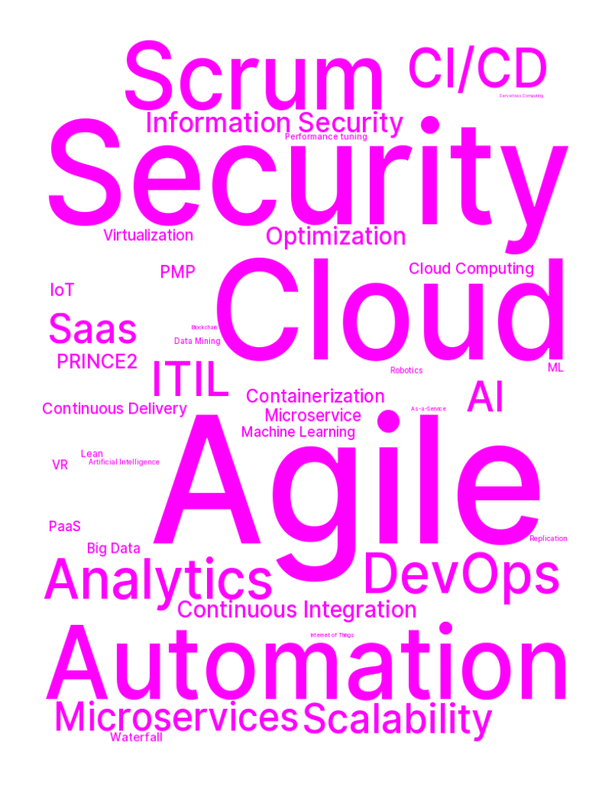 Scrum
CI/CD
Serverless Computing
Information Security
Performance tuning
Security
Virtualization
Optimization
Cloud Computing
PMP
Cloud
IoT
Saas
Blockchain
Data Mining
PRINCE2
ITIL
Robotics
ML
Containerization
AI
Continuous Delivery
Microservice
As-a-Service
Machine Learning
Agile
Lean
VR
Artificial Intelligence
PaaS
Replication
Big Data
Analytics
DevOps
Continuous Integration
Internet of Things
Automation
Microservices
Scalability
Waterfall